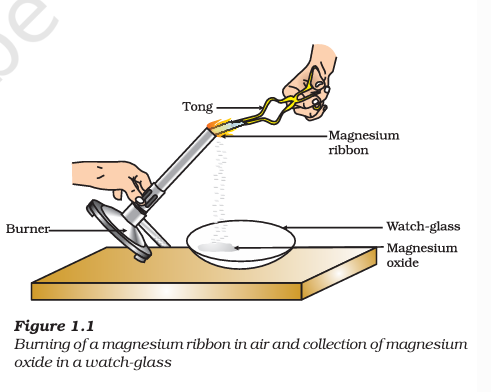 be
Tong
Magnesium
ribbon
Burner
Watch-glass
Magnesium
oxide
Figure 1.1
Burning of a magnesium ribbon in air and collection of magnesium
oxide in a watch-glass